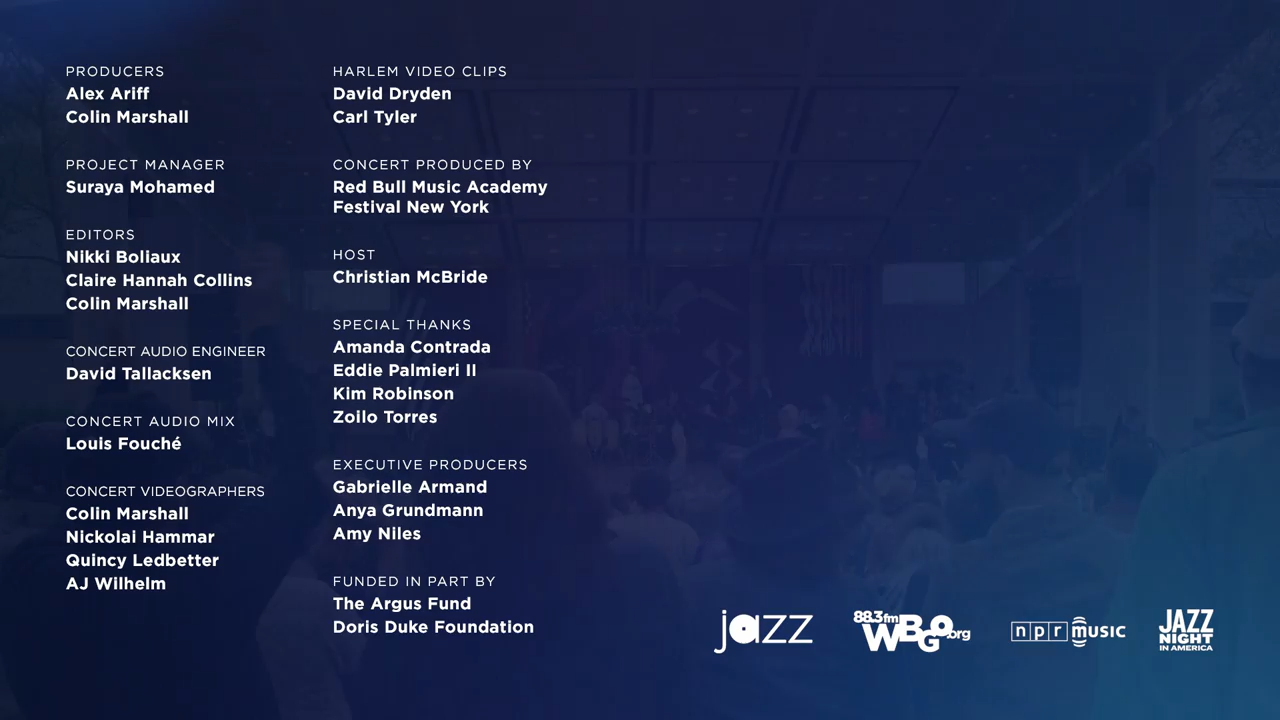 PRODUCERS
Alex Ariff
Colin Marshall
PROJECT MANAGER
Suraya Mohamed
EDITORS
Nikki Boliaux
Claire Hannah Collins
Colin Marshall
CONCERT AUDIO ENGINEER
David Tallacksen
CONCERT AUDIO MIX
Louis Fouché
CONCERT VIDEOGRAPHERS
Colin Marshall
Nickolai Hammar
Quincy Ledbetter
AJ Wilhelm
HARLEM VIDEO CLIPS
David Dryden
Carl Tyler
CONCERT PRODUCED BY
Red Bull Music Academy
Festival New York
HOST
Christian McBride
SPECIAL THANKS
Amanda Contrada
Eddie Palmieri II
Kim Robinson
Zoilo Torres
EXECUTIVE PRODUCERS
Gabrielle Armand
Anya Grundmann
Amy Niles
FUNDED IN PART BY
The Argus Fund
Doris Duke Foundation
jazz
88.3fm
WBGO.org
npr music
JAZZ
NIGHT
IN AMERICA